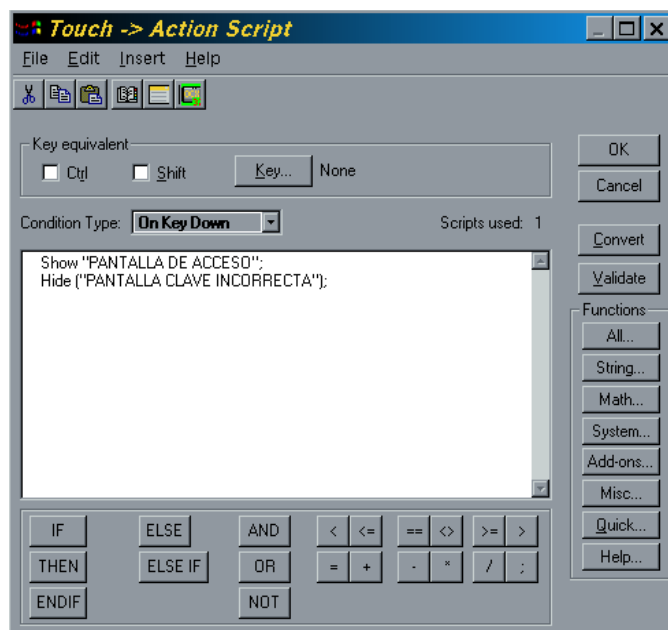 Touch -> Action Script
File Edit Insert Help
Key equivalent
Ctrl Shift Key... None
OK
Cancel
Condition Type: On Key Down Scripts used: 1
Convert
Show "PANTALLA DE ACCESO";
Hide ("PANTALLA CLAVE INCORRECTA");
Validate
Functions
All...
String...
Math...
System...
Add-ons...
Misc...
Quick...
Help...
IF ELSE AND < <= == <> >= >
THEN ELSE IF OR = + - * / ;
ENDIF NOT